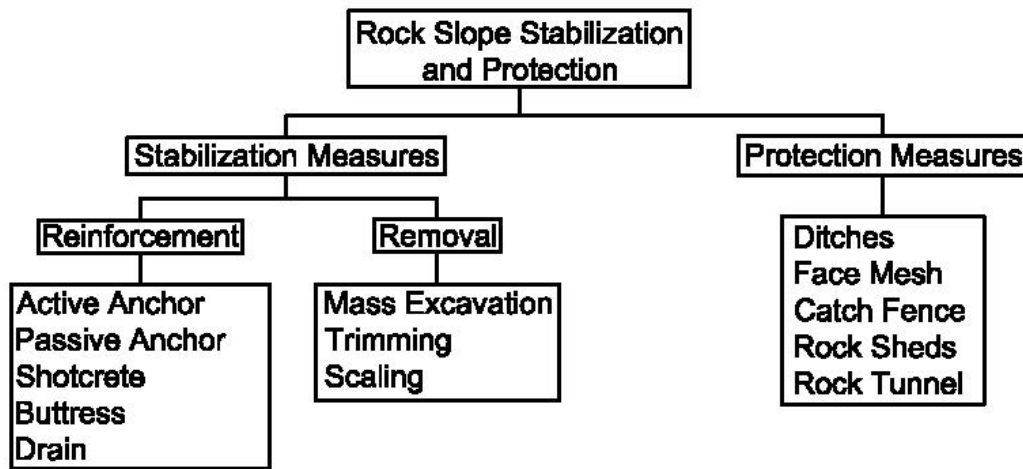 Rock Slope Stabilization
and Protection
Stabilization Measures
Protection Measures
Reinforcement
Removal
Active Anchor
Passive Anchor
Shotcrete
Buttress
Drain
Mass Excavation
Trimming
Scaling
Ditches
Face Mesh
Catch Fence
Rock Sheds
Rock Tunnel